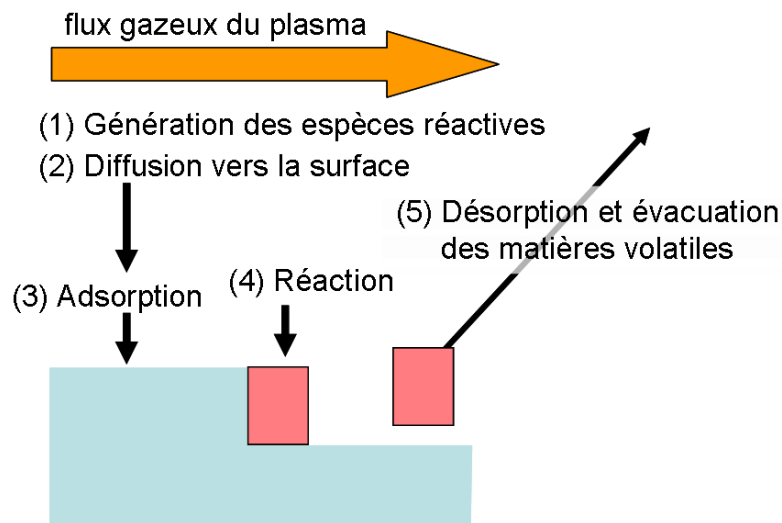 flux gazeux du plasma
(1) Génération des espèces réactives
(2) Diffusion vers la surface
(3) Adsorption
(4) Réaction
(5) Désorption et évacuation
des matières volatiles